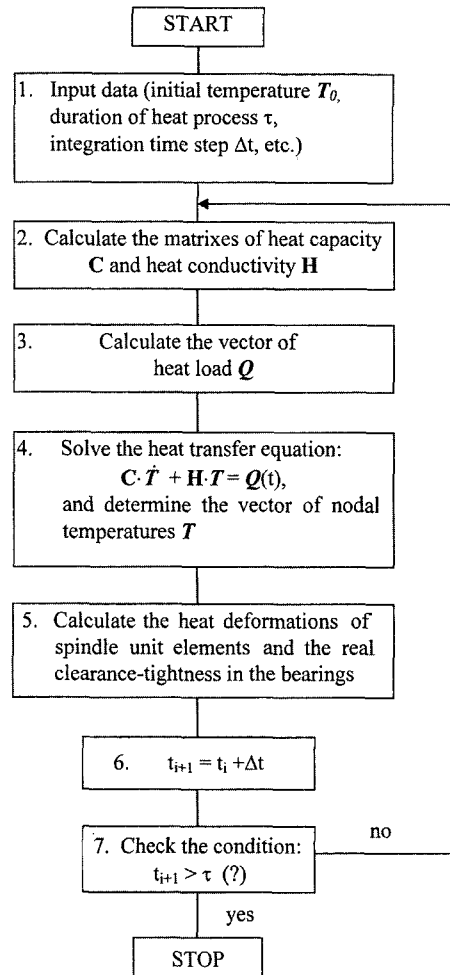 START
1. Input data (initial temperature T₀,
duration of heat process τ,
integration time step Δt, etc.)
2. Calculate the matrixes of heat capacity
C and heat conductivity H
3. Calculate the vector of
heat load Q
4. Solve the heat transfer equation:
C·Ṫ + H·T = Q(t),
and determine the vector of nodal
temperatures T
5. Calculate the heat deformations of
spindle unit elements and the real
clearance-tightness in the bearings
6. tᵢ₊₁ = tᵢ +Δt
7. Check the condition:
tᵢ₊₁ > τ (?)
no
yes
STOP